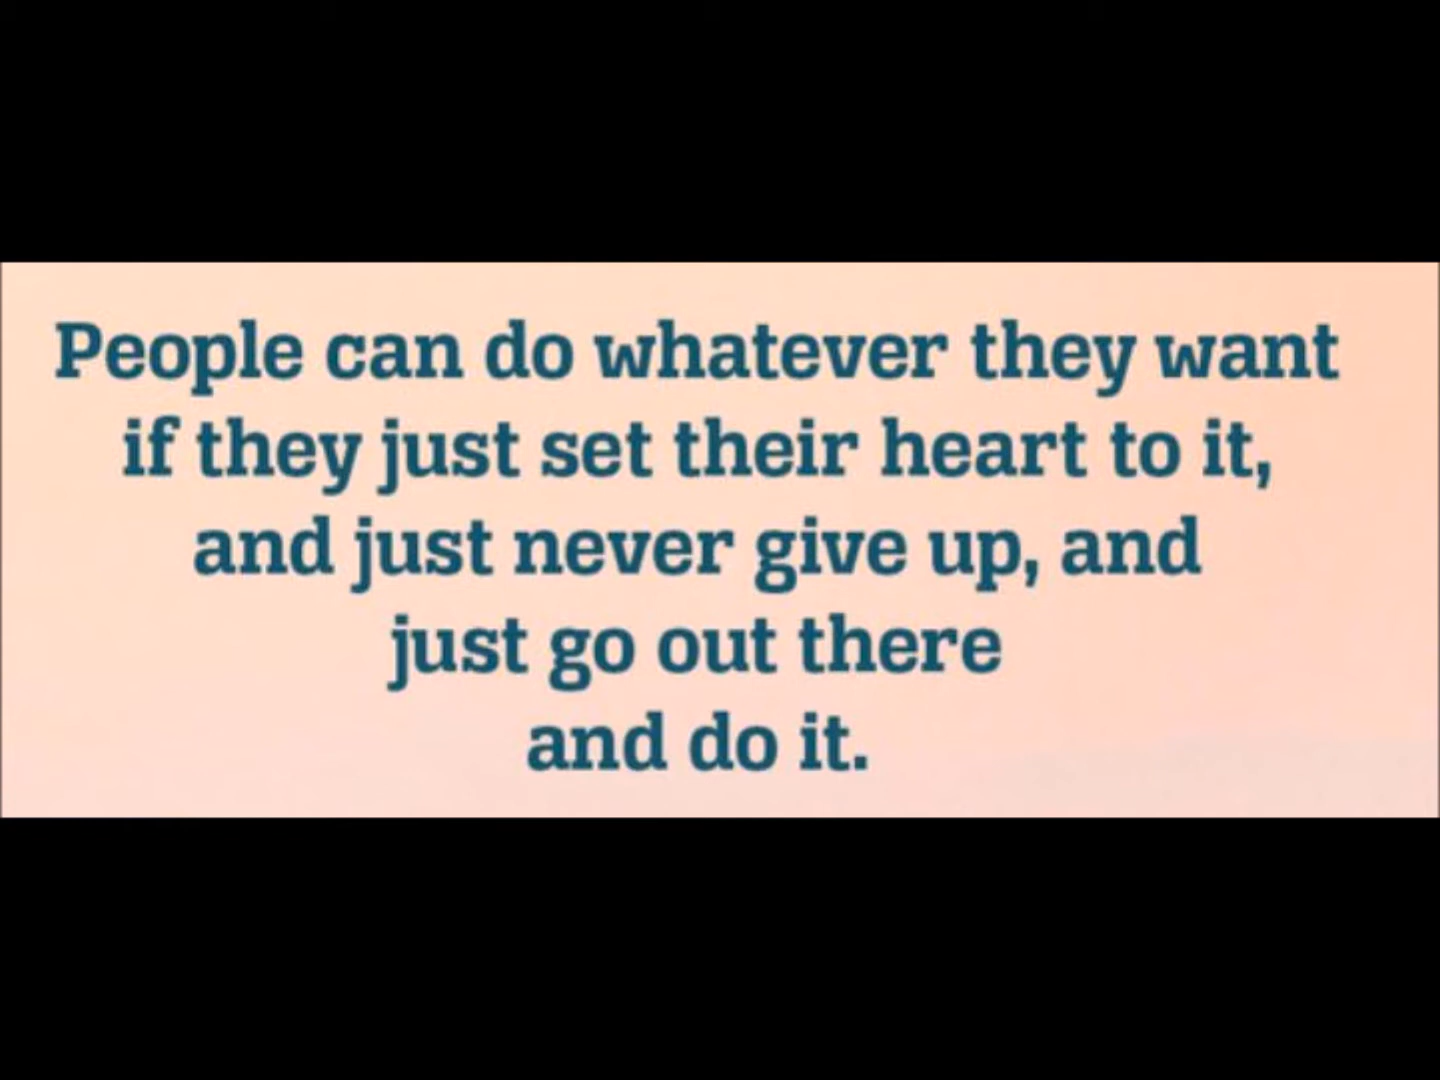 People can do whatever they want
if they just set their heart to it,
and just never give up, and
just go out there
and do it.